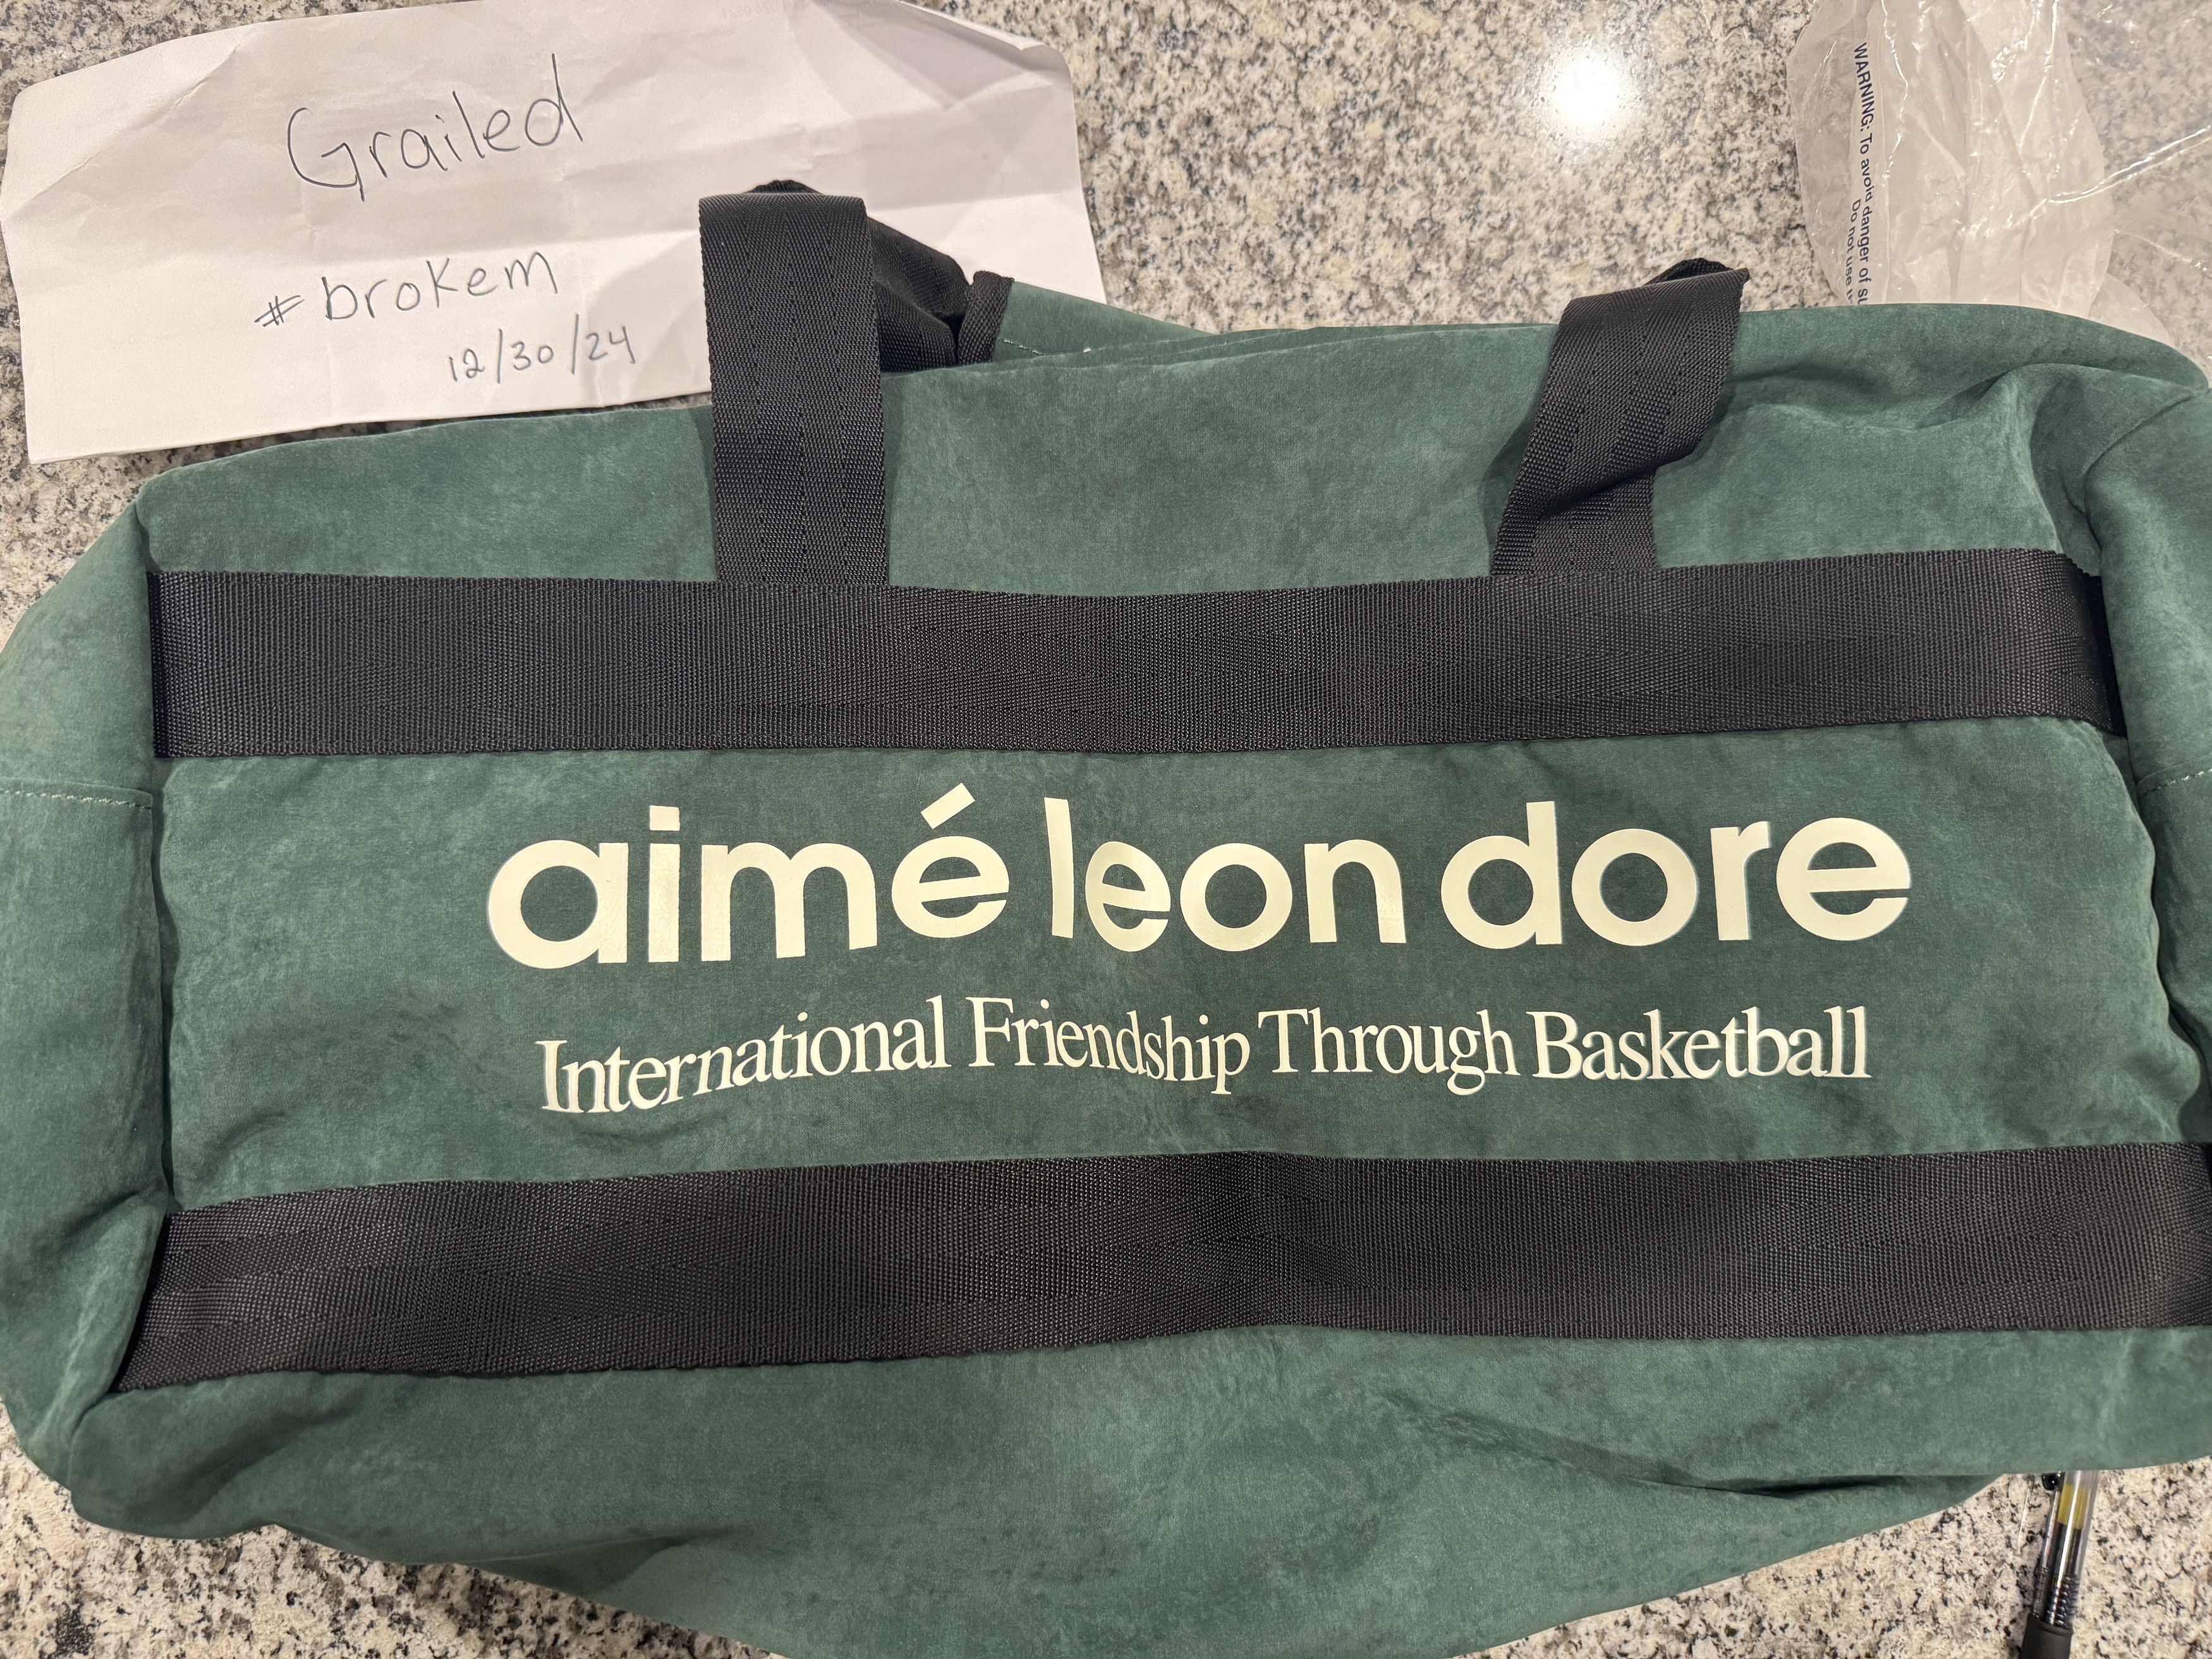 Grailed
#brokem
12/30/24
WARNING: To avoid danger of
Do not use
aimé leon dore
International Friendship Through Basketball